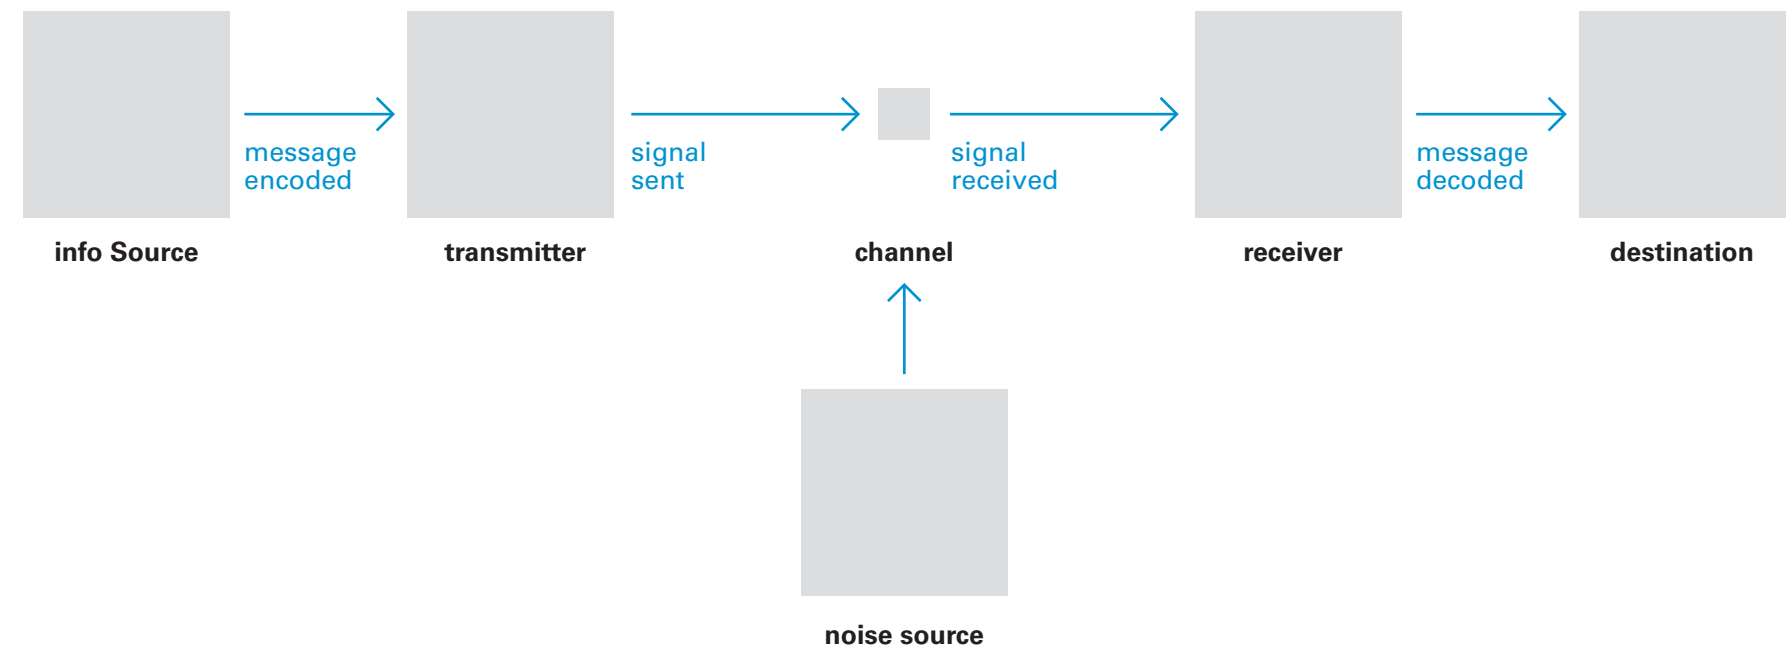 message
encoded
signal
sent
signal
received
message
decoded
info Source
transmitter
channel
receiver
destination
noise source